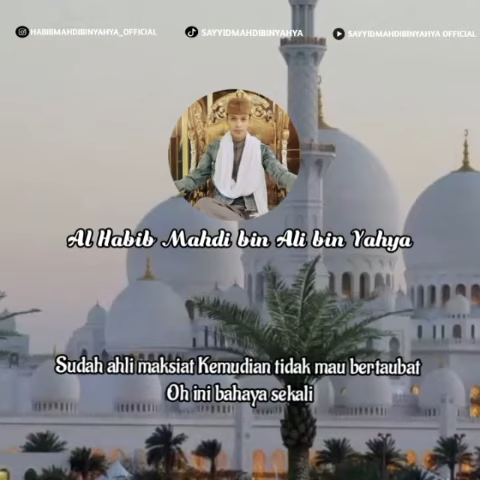 HABIBMAHDIBINYAHYA_OFFICIAL
SAYYIDMAHDIBINYAHYA
SAYYIDMAHDIBINYAHYA OFFICIAL
Al Habib Mahdi bin Ali bin Yahya
Sudah ahli maksiat Kemudian tidak mau bertaubat
Oh ini bahaya sekali